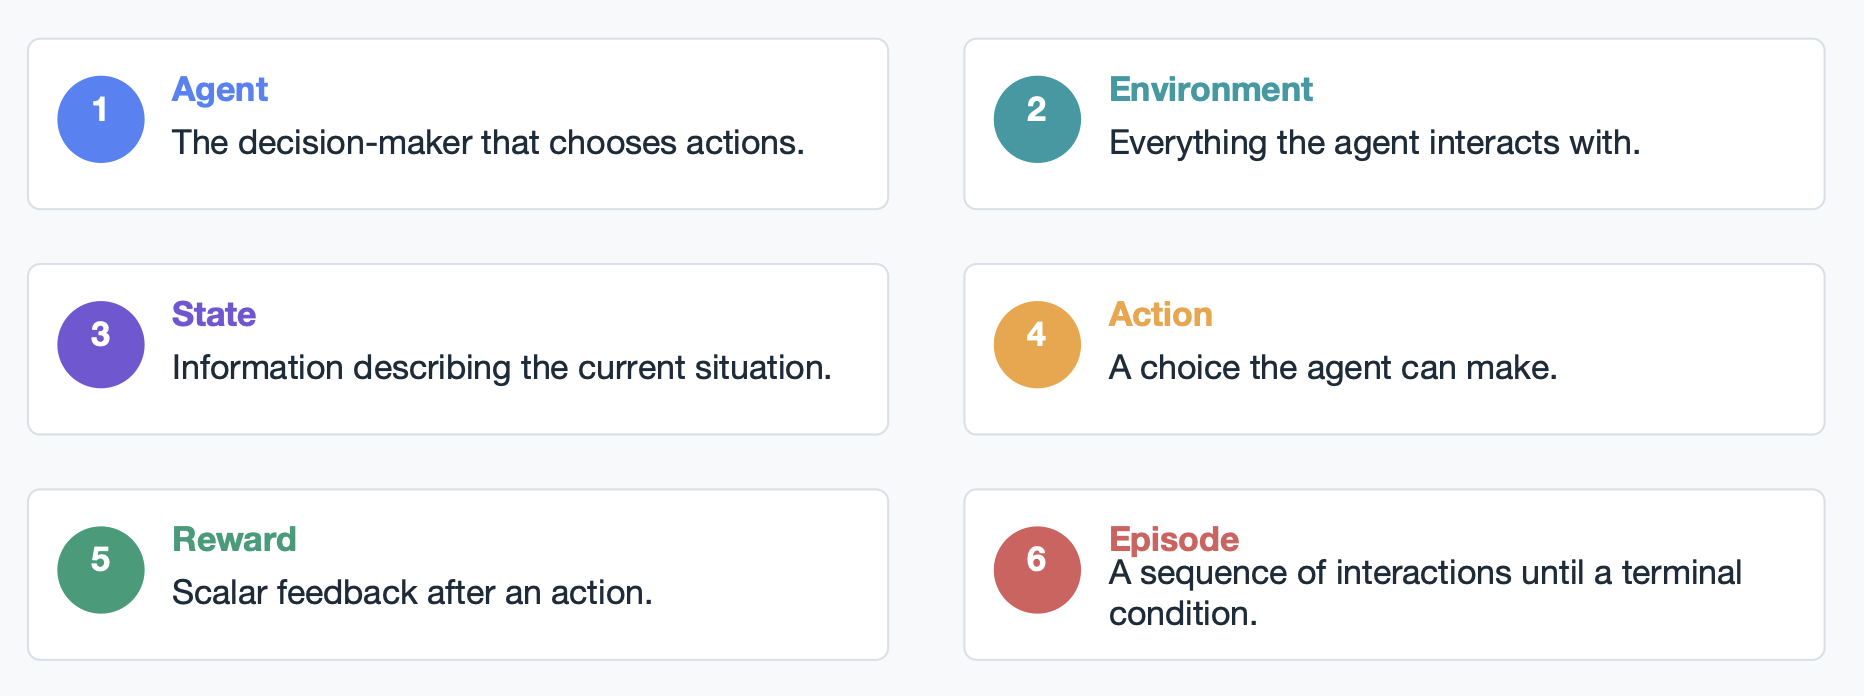 1
Agent
The decision-maker that chooses actions.
2
Environment
Everything the agent interacts with.
3
State
Information describing the current situation.
4
Action
A choice the agent can make.
5
Reward
Scalar feedback after an action.
6
Episode
A sequence of interactions until a terminal
condition.